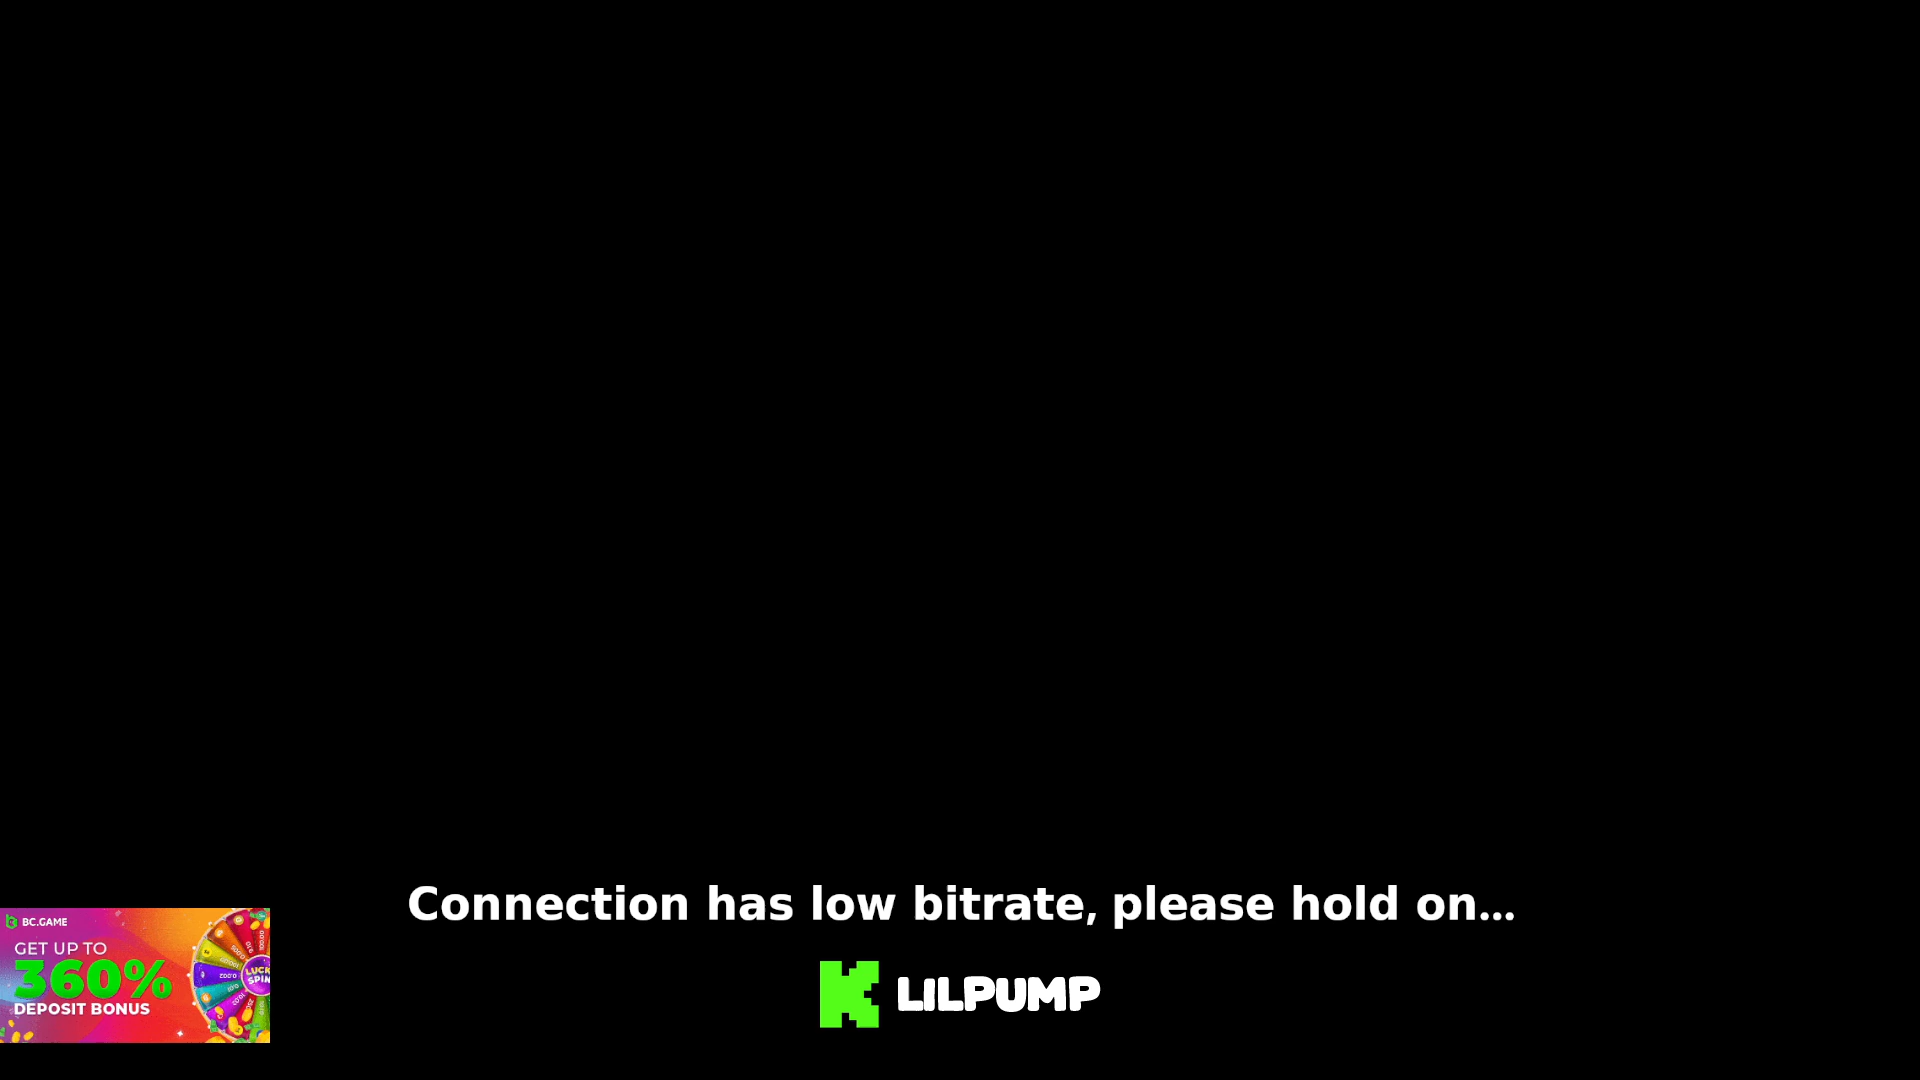 Connection has low bitrate, please hold on...
BC.GAME
GET UP TO
360%
DEPOSIT BONUS
LUCKY
SPIN
LILPUMP